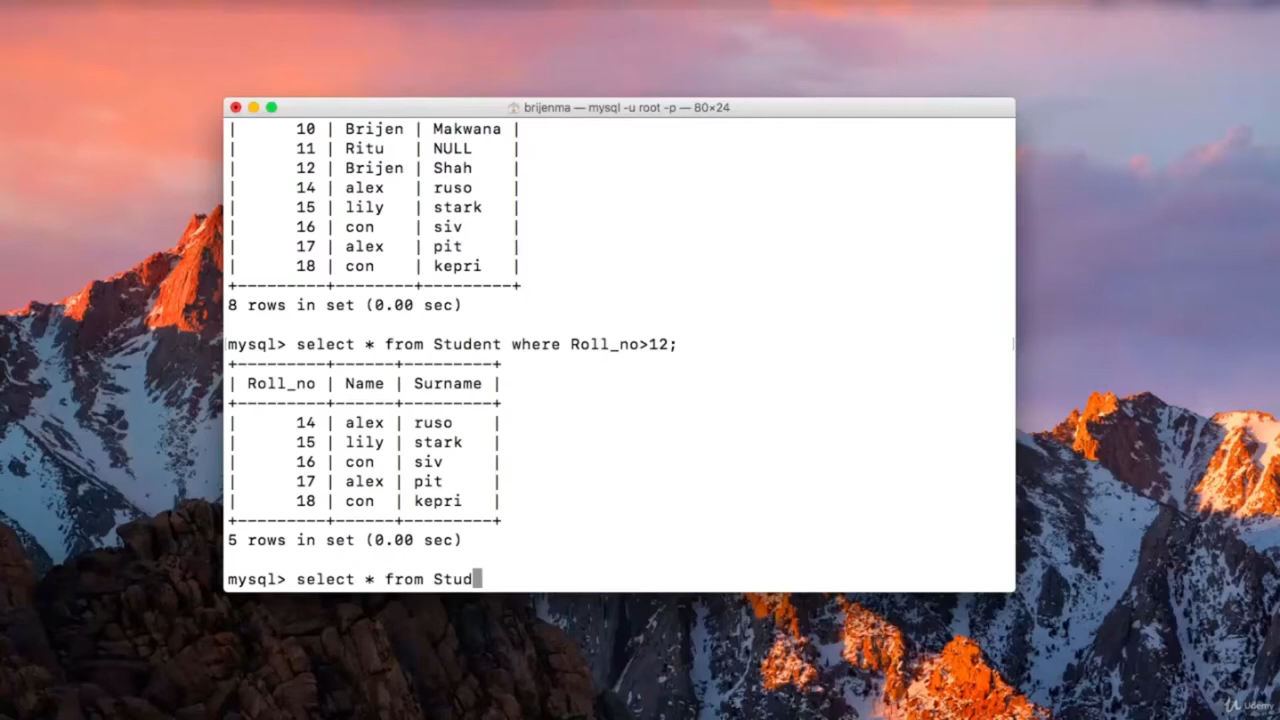 brijenma — mysql -u root -p — 80×24
| 10 | Brijen | Makwana |
| 11 | Ritu | NULL |
| 12 | Brijen | Shah |
| 14 | alex | ruso |
| 15 | lily | stark |
| 16 | con | siv |
| 17 | alex | pit |
| 18 | con | kepri |
+---------+--------+---------+
8 rows in set (0.00 sec)
mysql> select * from Student where Roll_no>12;
+---------+------+---------+
| Roll_no | Name | Surname |
+---------+------+---------+
| 14 | alex | ruso |
| 15 | lily | stark |
| 16 | con | siv |
| 17 | alex | pit |
| 18 | con | kepri |
+---------+------+---------+
5 rows in set (0.00 sec)
mysql> select * from Stud
Udemy